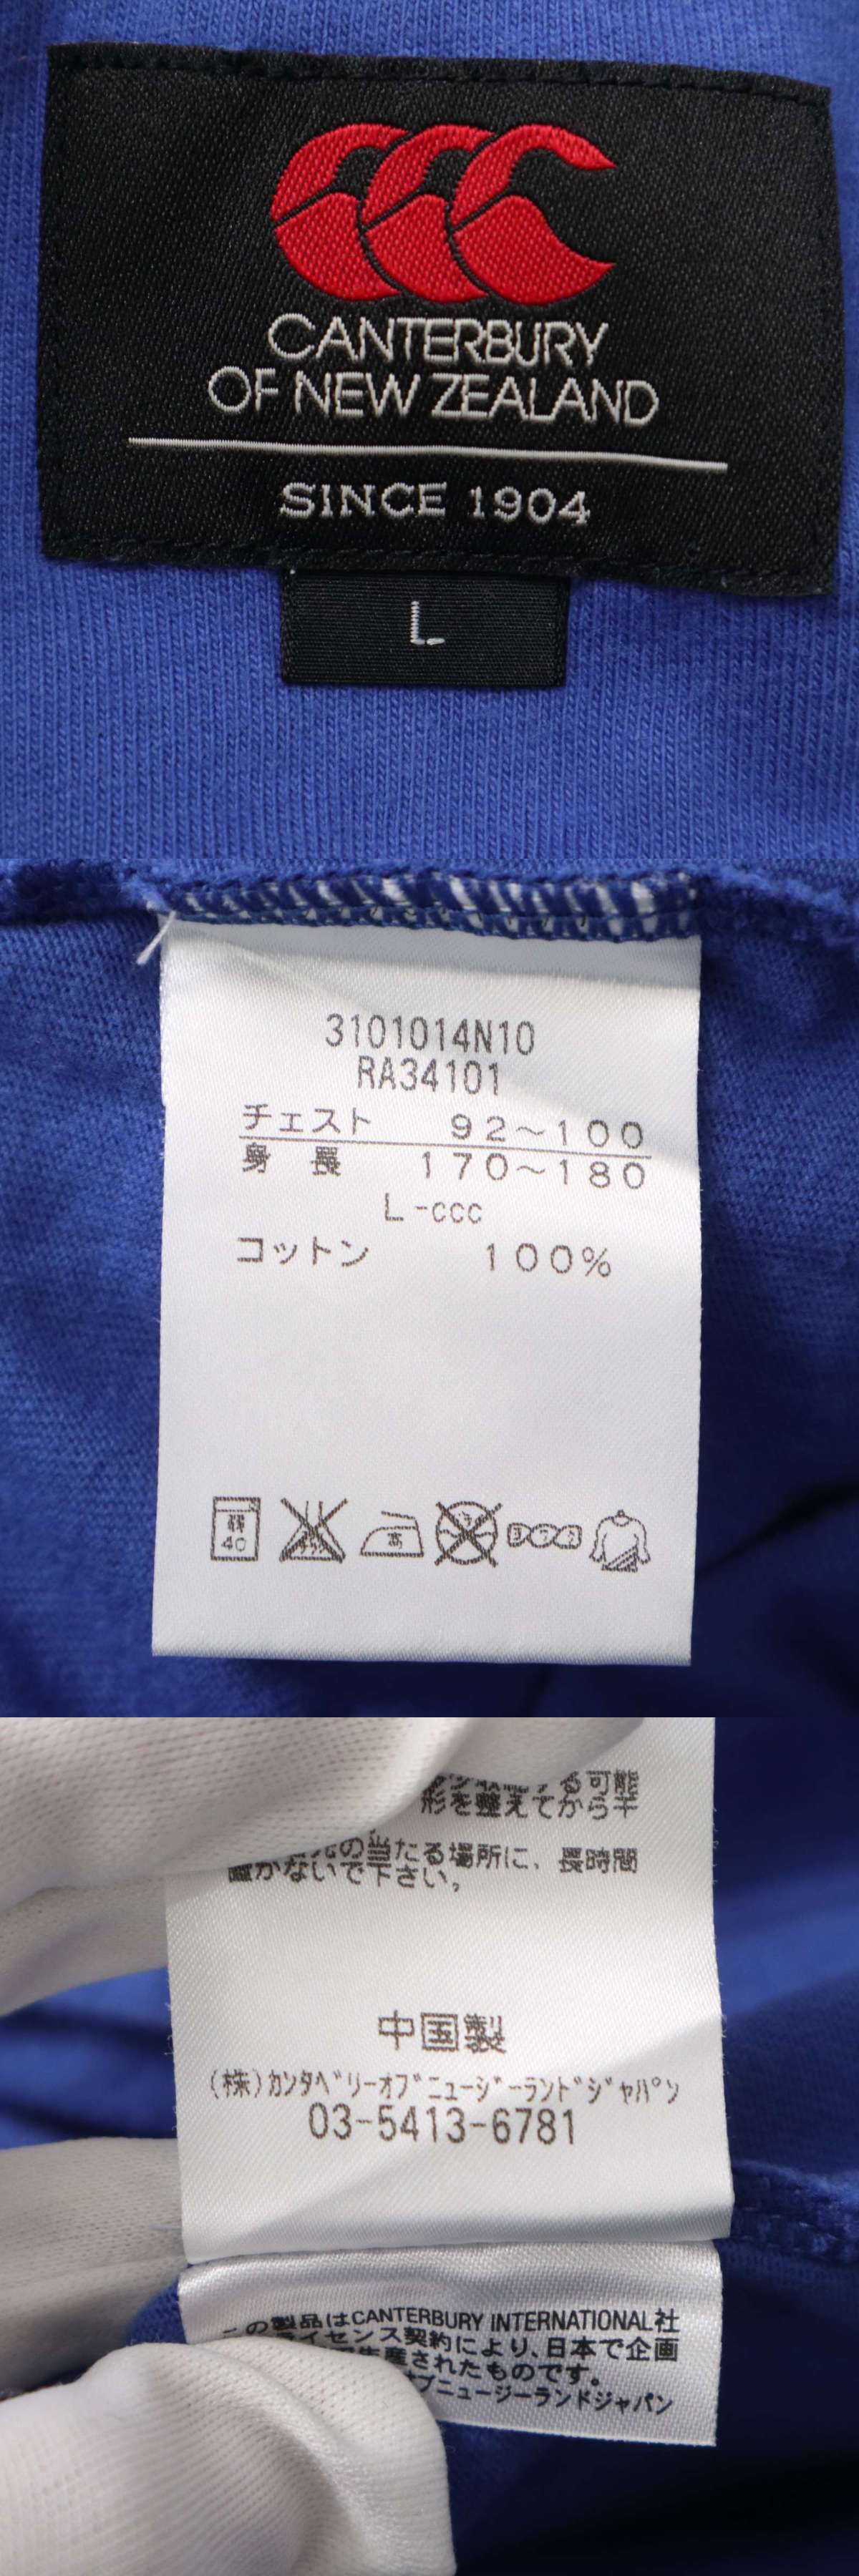 CANTERBURY
OF NEW ZEALAND
SINCE 1904
L
3101014N10
RA34101
チェスト 92～100
身長 170～180
L-ccc
コットン 100%
40
高
する可能
形を整えてから干
の当たる場所に、長時間
置かないで下さい。
中国製
(株)カンタベリーオブニュージーランドジャパン
03-5413-6781
この製品はCANTERBURY INTERNATIONAL社
イセンス契約により、日本で企画
生産されたものです。
オブニュージーランドジャパン